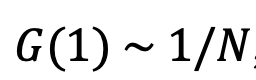 G(1) ~ 1/N,